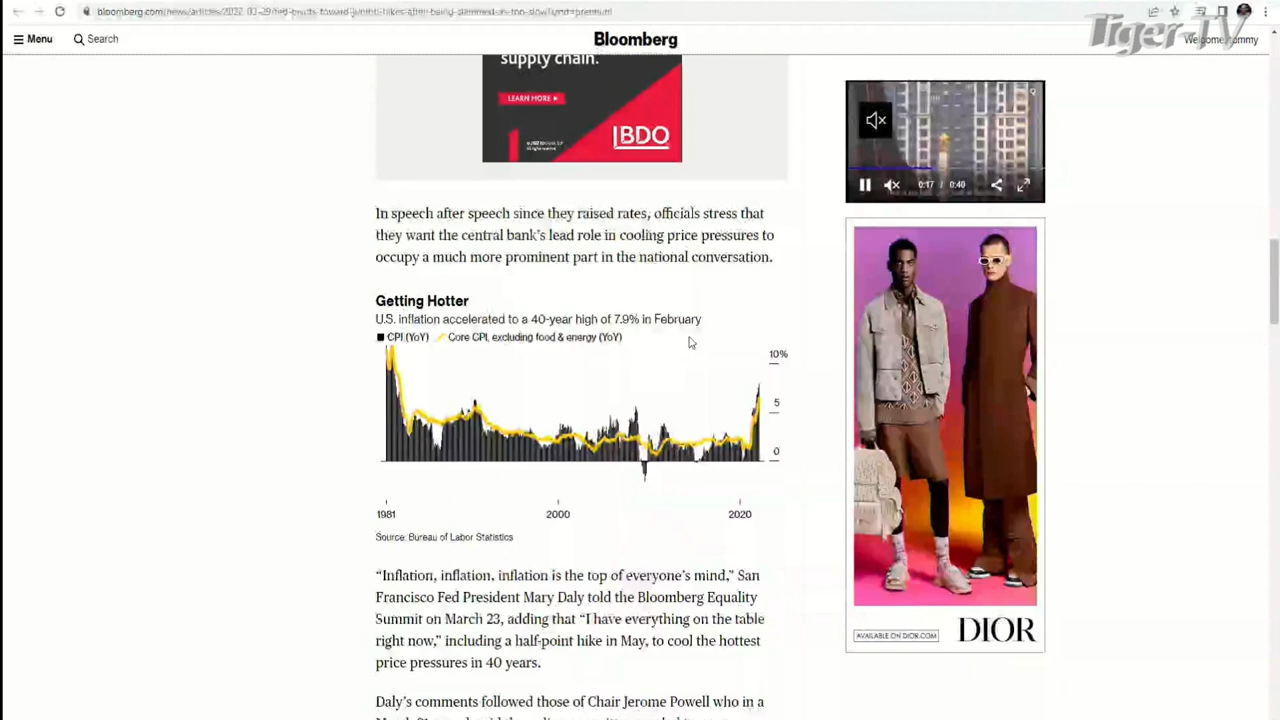 Menu
Search
Bloomberg
Welcome,
Tiger-TV
supply chain.
LEARN MORE
BDO
In speech after speech since they raised rates, officials stress that
they want the central bank's lead role in cooling price pressures to
occupy a much more prominent part in the national conversation.
Getting Hotter
U.S. inflation accelerated to a 40-year high of 7.9% in February
CPI (YoY) Core CPI, excluding food & energy (YoY)
10%
5
0
1981 2000 2020
Source: Bureau of Labor Statistics
"Inflation, inflation, inflation is the top of everyone's mind," San
Francisco Fed President Mary Daly told the Bloomberg Equality
Summit on March 23, adding that "I have everything on the table
right now," including a half-point hike in May, to cool the hottest
price pressures in 40 years.
Daly's comments followed those of Chair Jerome Powell who in a
0:17 / 0:40
AVAILABLE ON DIOR.COM
DIOR